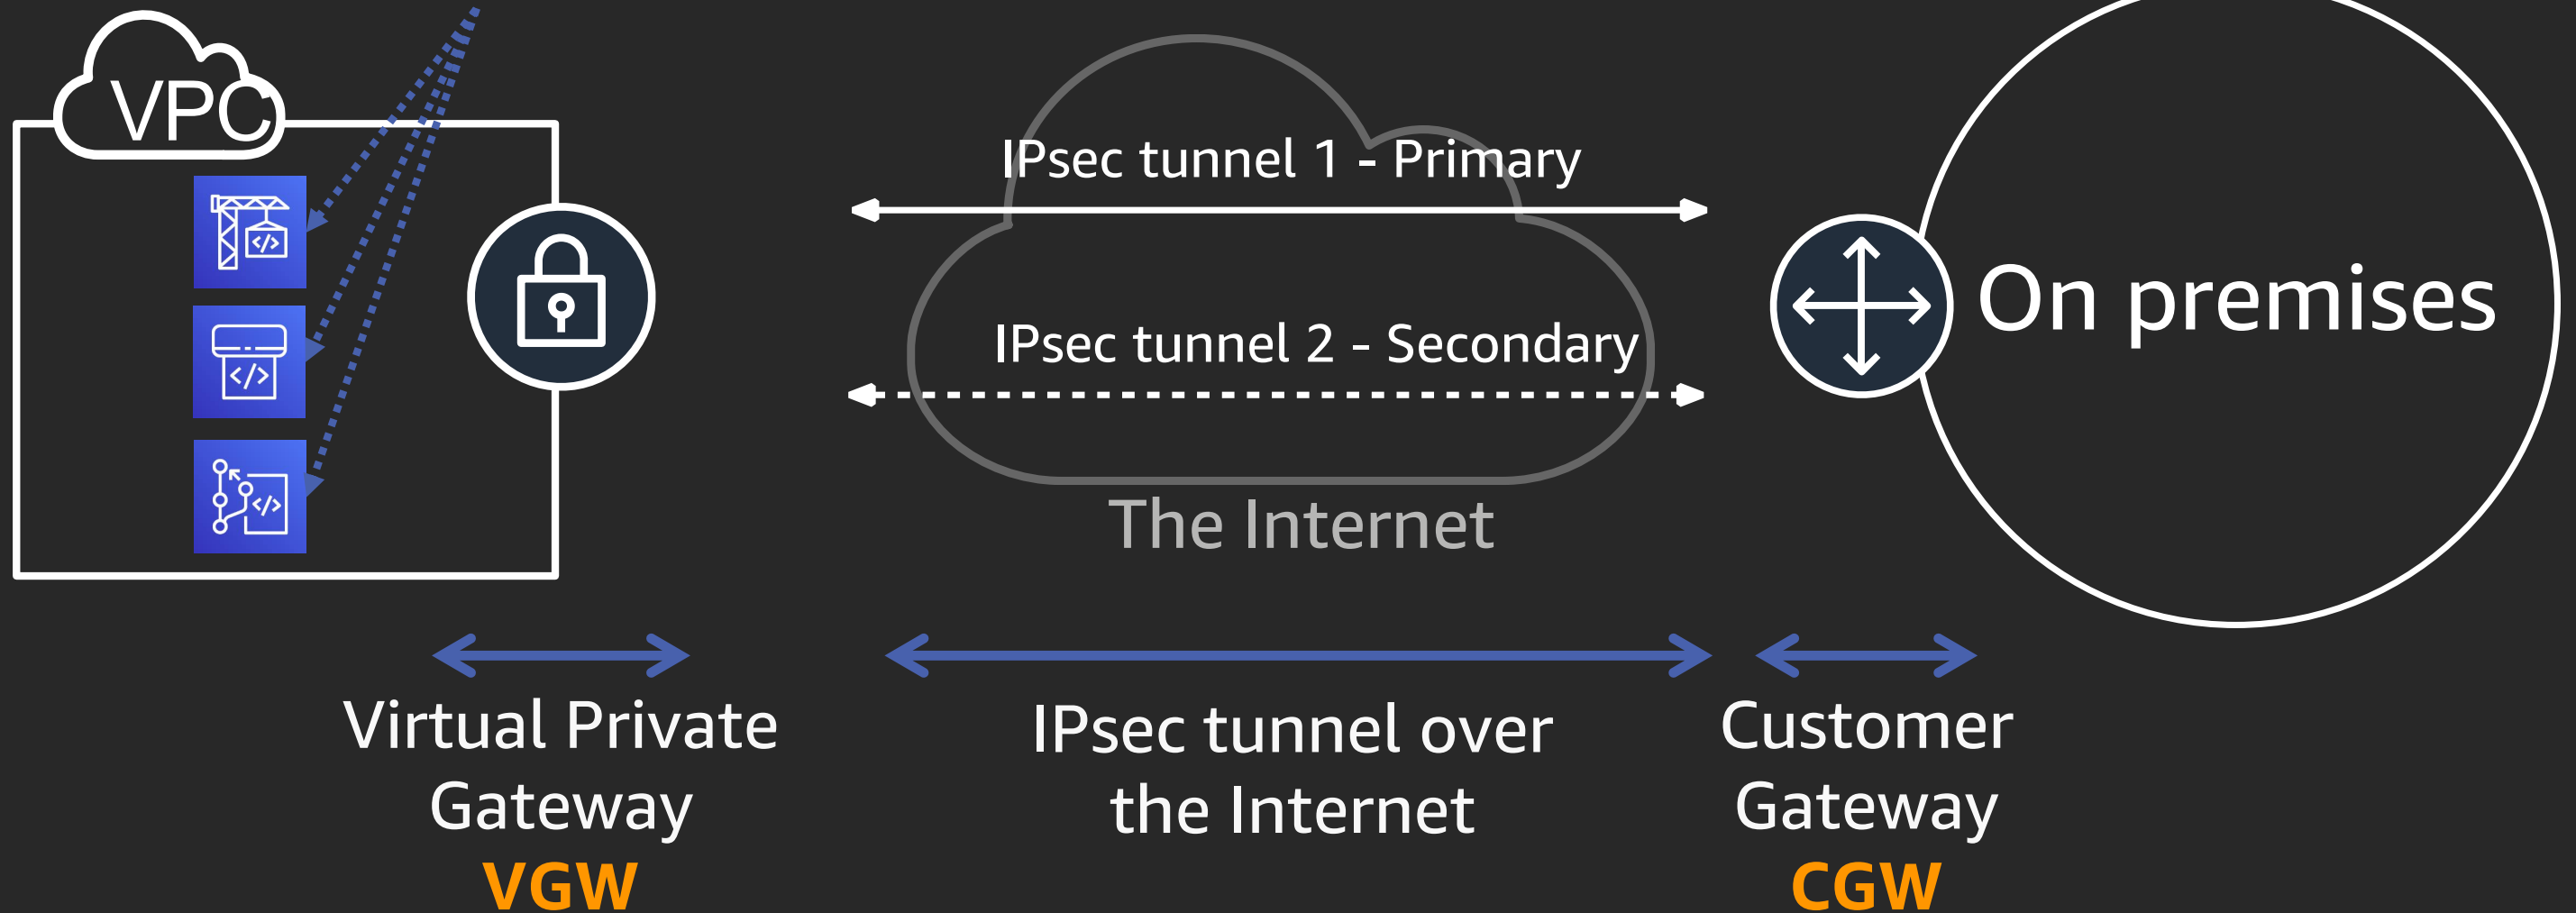 VPC
IPsec tunnel 1 - Primary
IPsec tunnel 2 - Secondary
On premises
The Internet
Virtual Private
Gateway
VGW
IPsec tunnel over
the Internet
Customer
Gateway
CGW